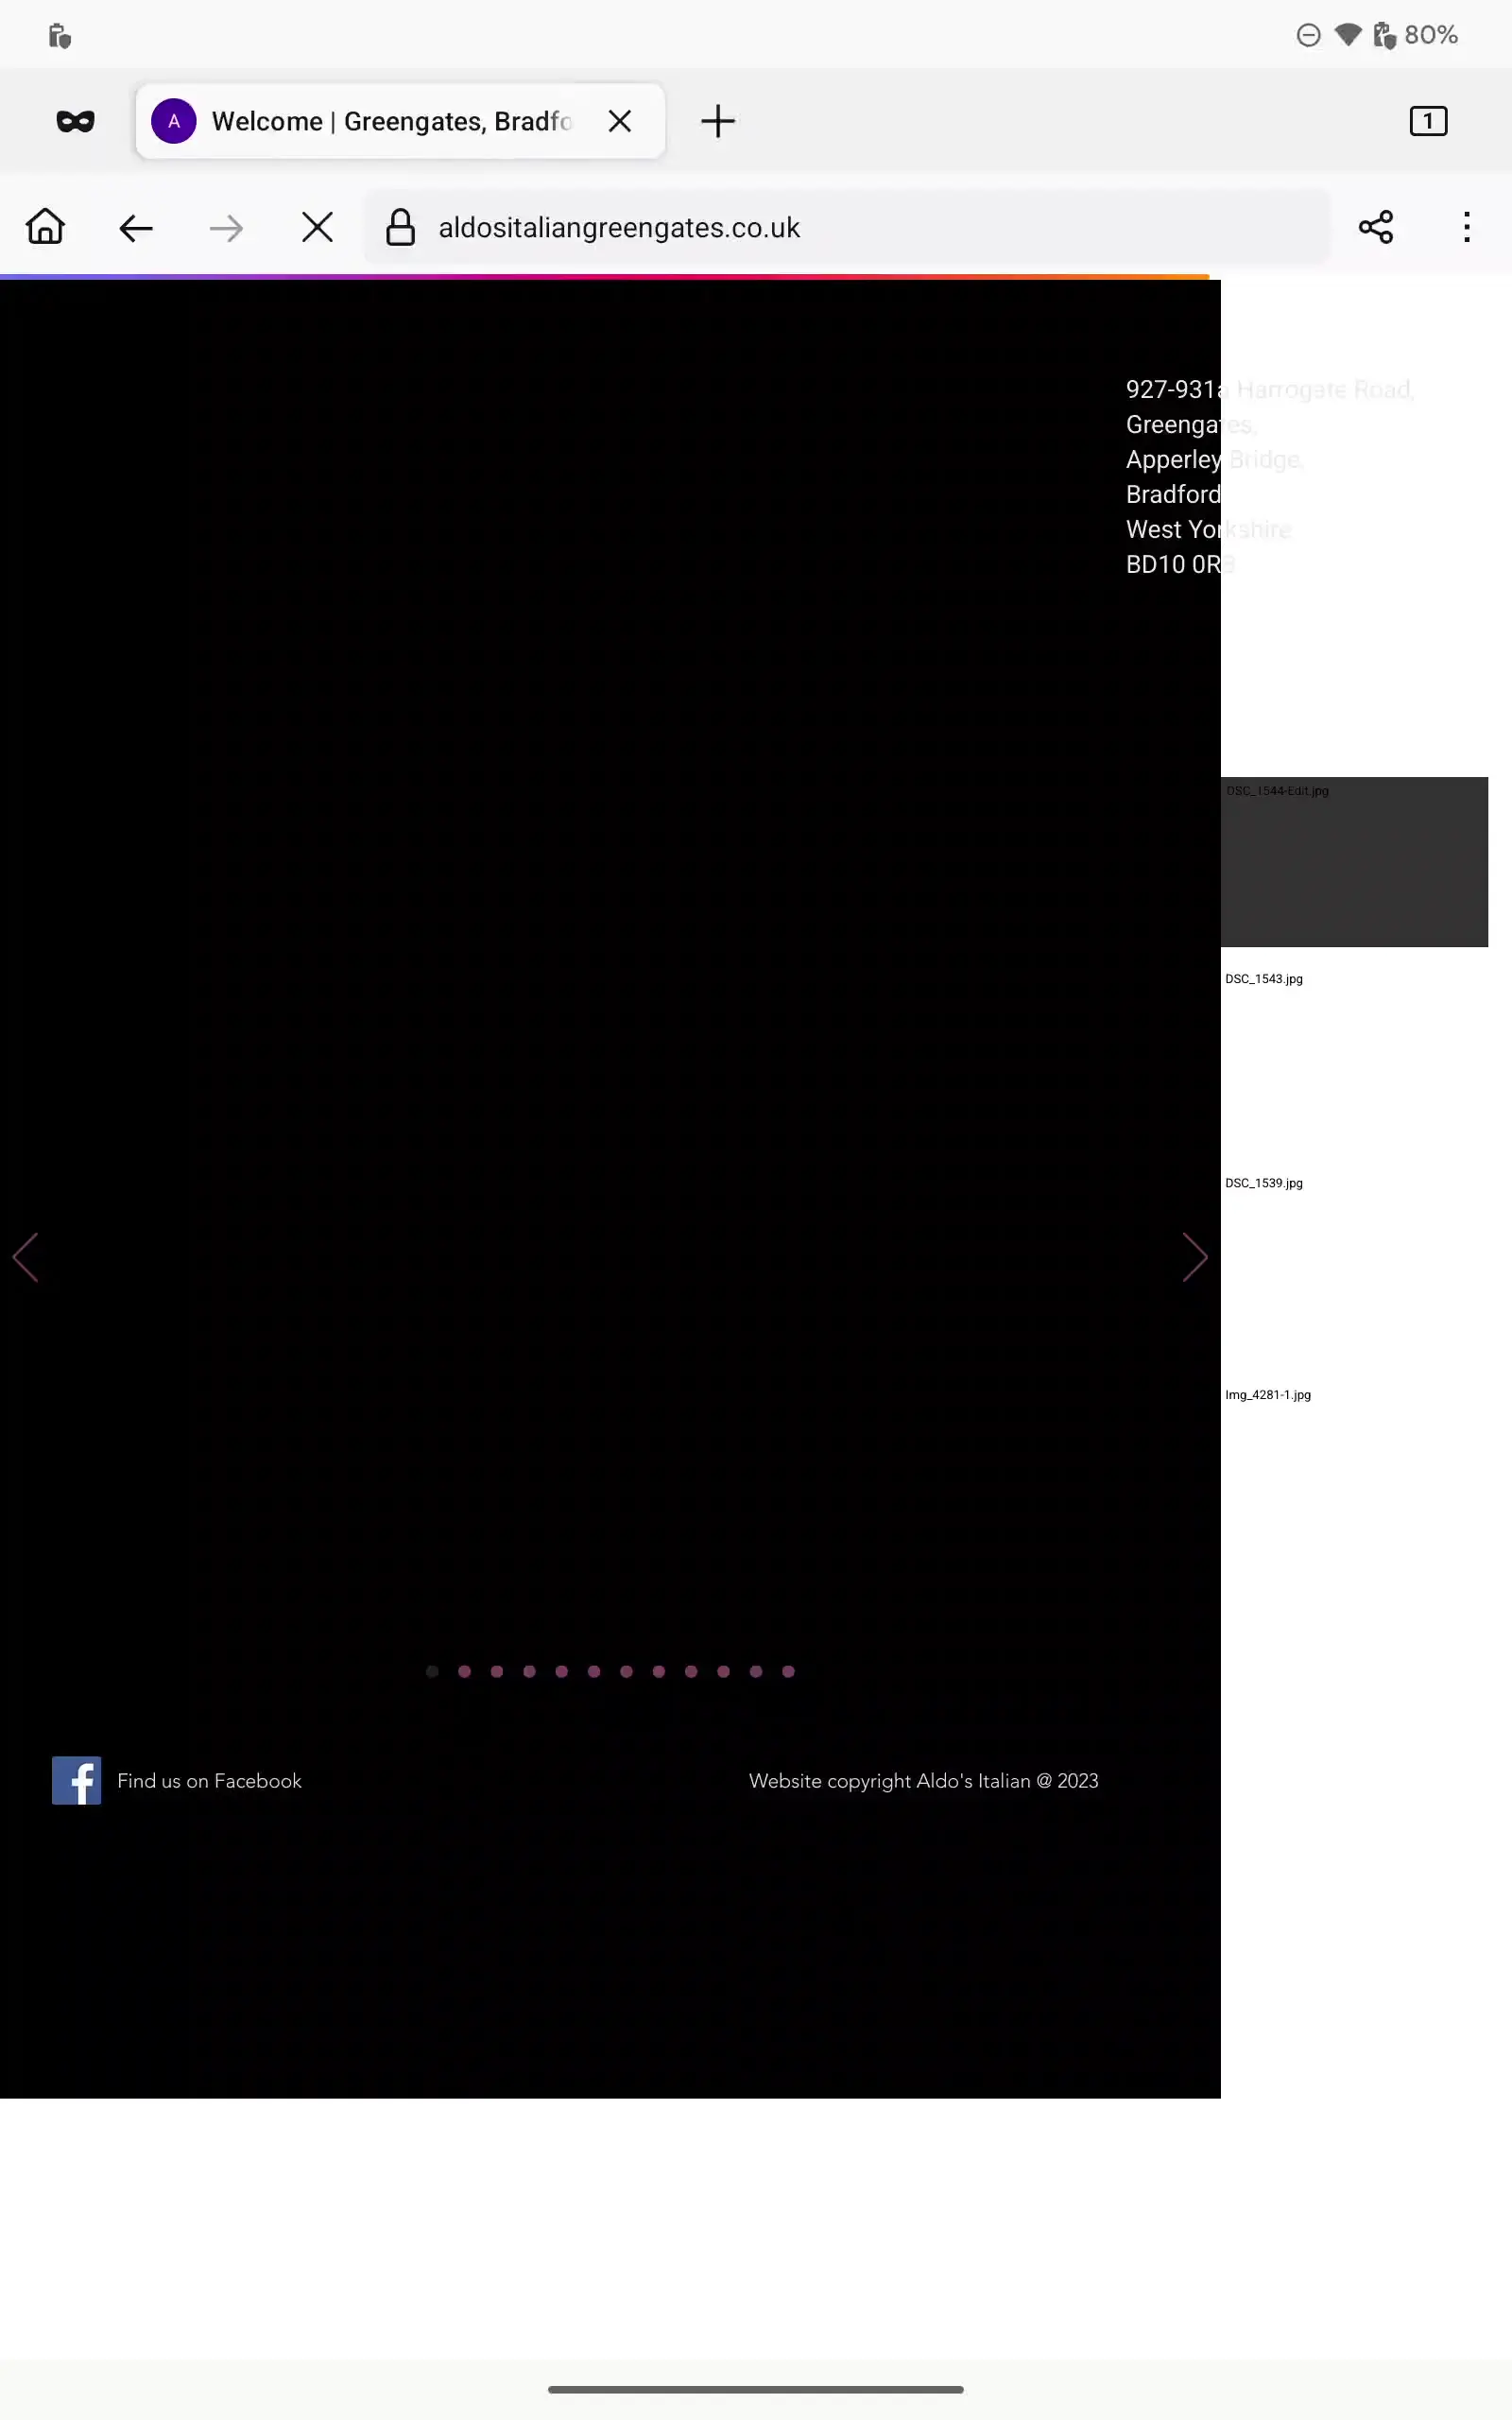 80%
A Welcome | Greengates, Bradfo
1
aldositaliangreengates.co.uk
927-931a Harrogate Road,
Greengates,
Apperley Bridge,
Bradford
West Yorkshire
BD10 0R
DSC_1544-Edit.jpg
DSC_1543.jpg
DSC_1539.jpg
Img_4281-1.jpg
Find us on Facebook
Website copyright Aldo's Italian @ 2023